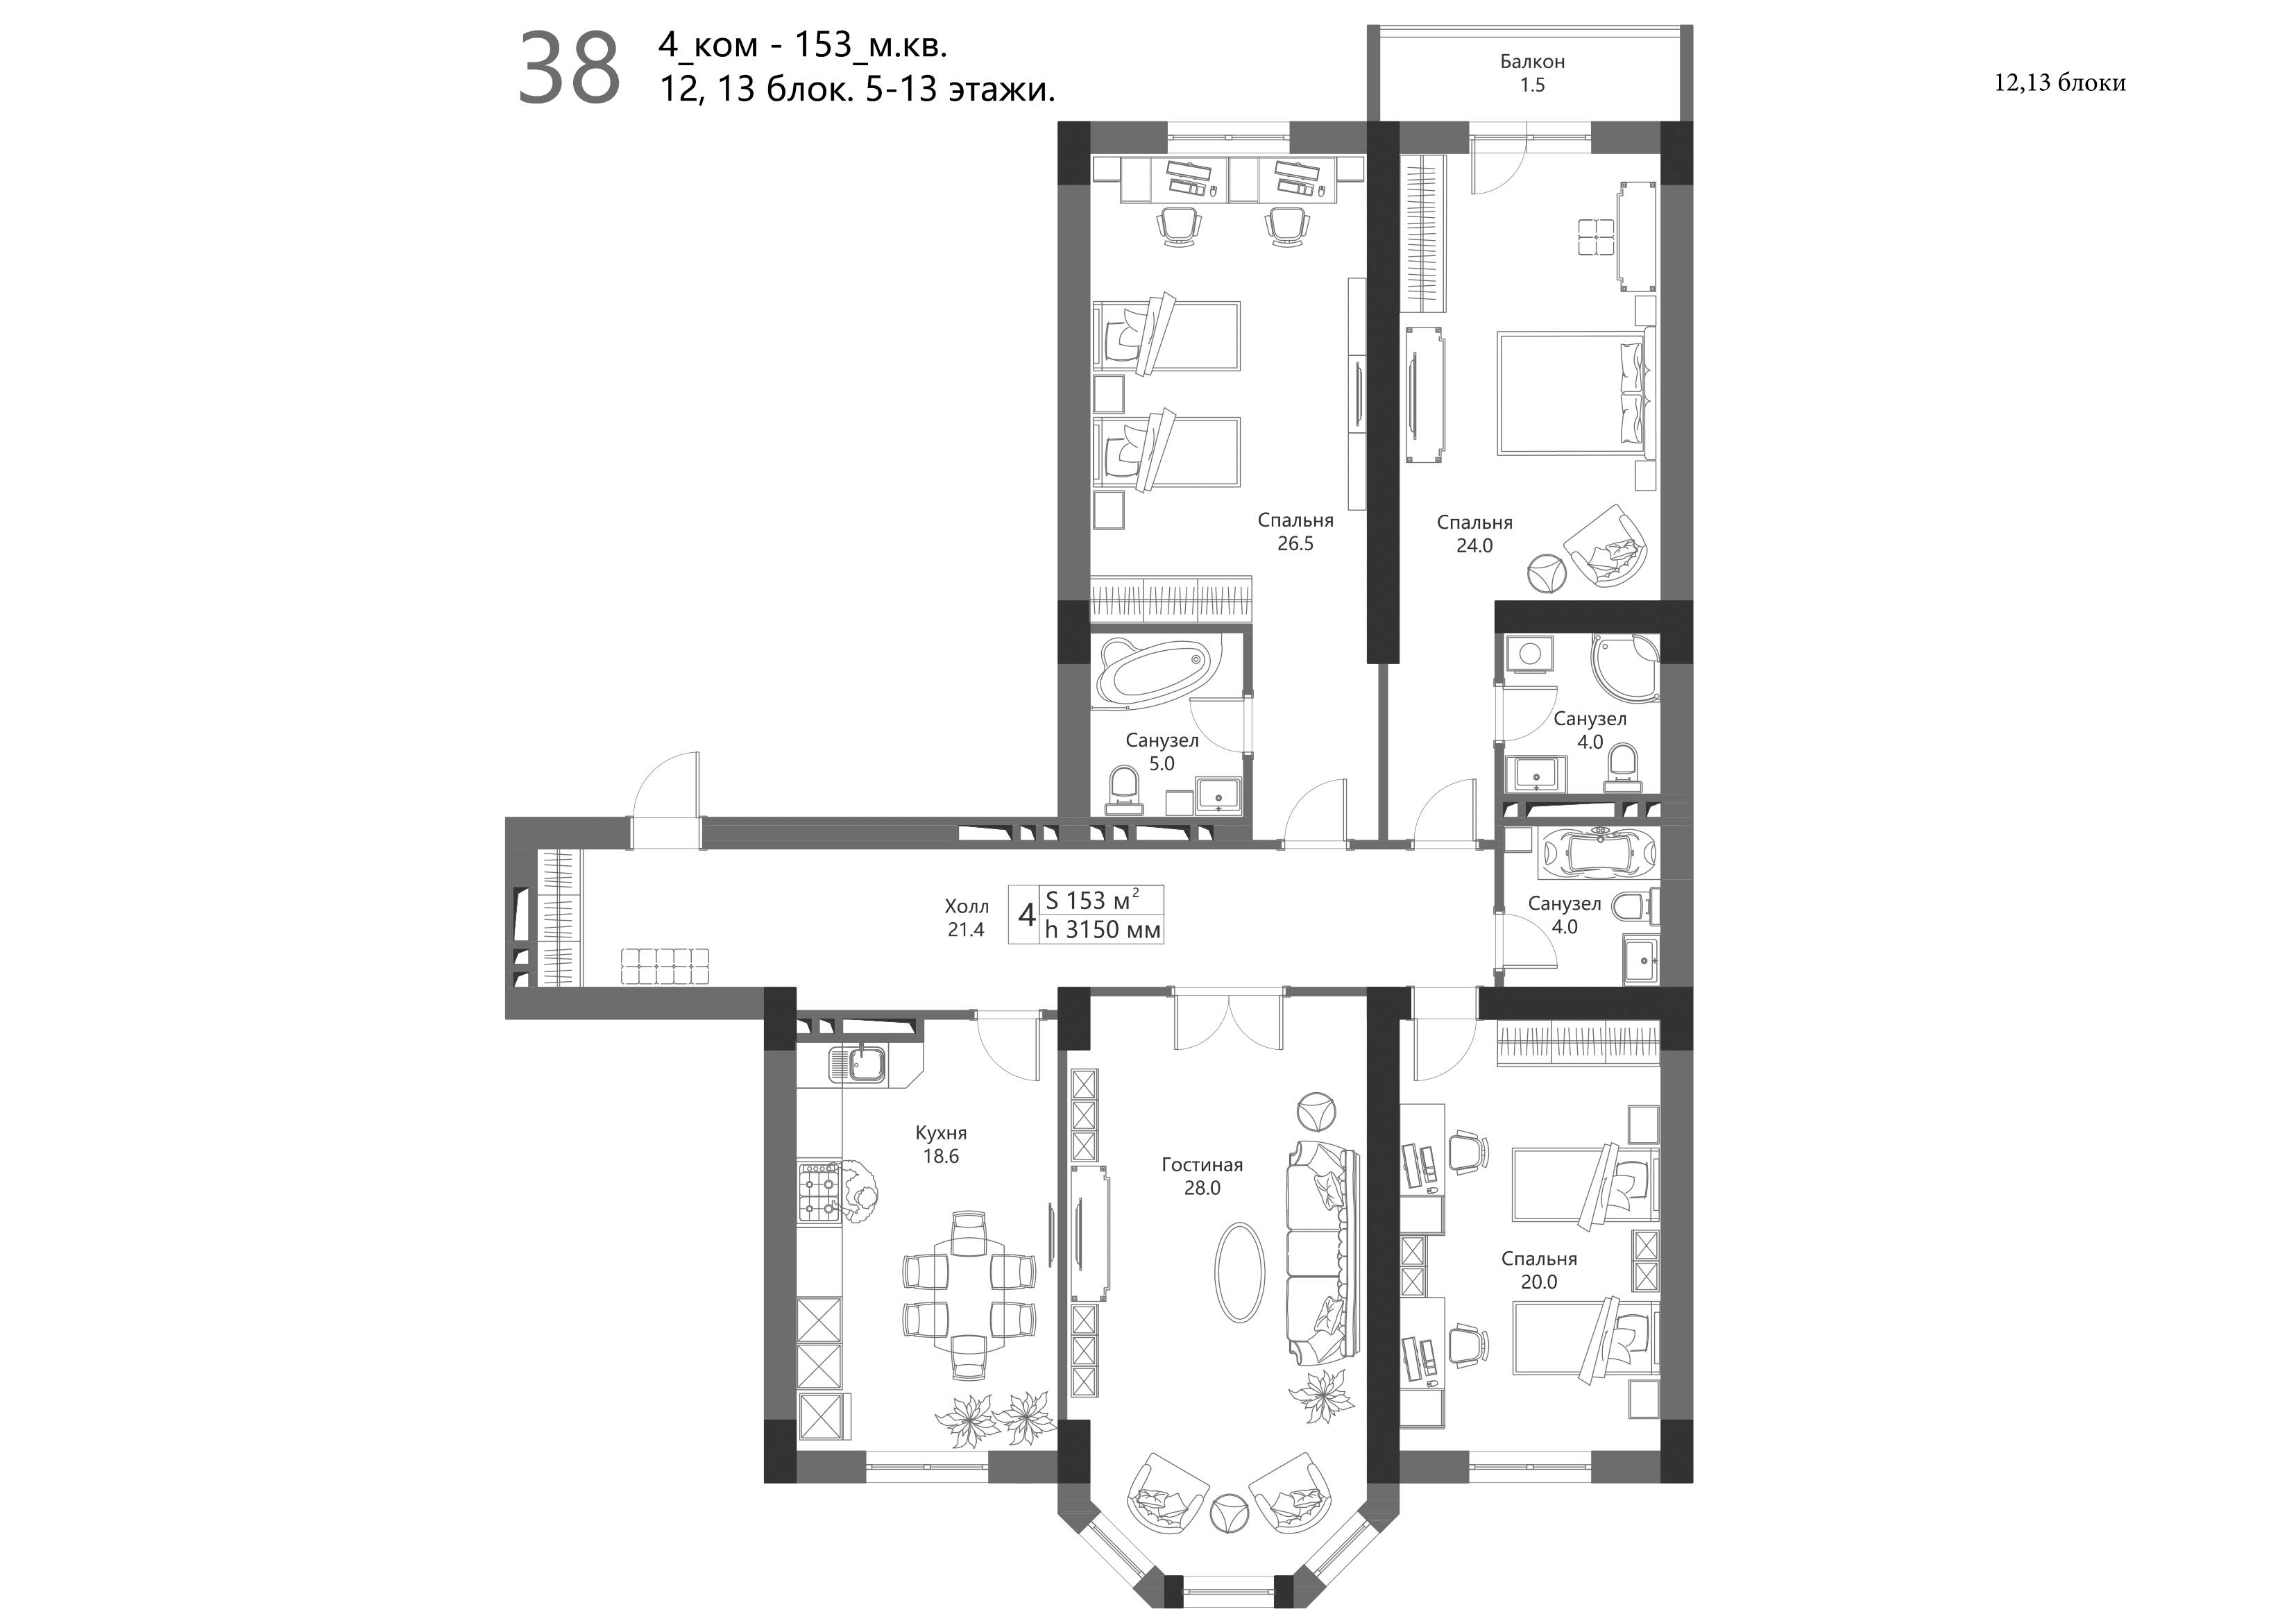 38
4_ком - 153_м.кв.
12, 13 блок. 5-13 этажи.
12,13 блоки
Балкон
1.5
Спальня
26.5
Спальня
24.0
Санузел
5.0
Санузел
4.0
Холл
21.4
4
S 153 м²
h 3150 мм
Санузел
4.0
Кухня
18.6
Гостиная
28.0
Спальня
20.0